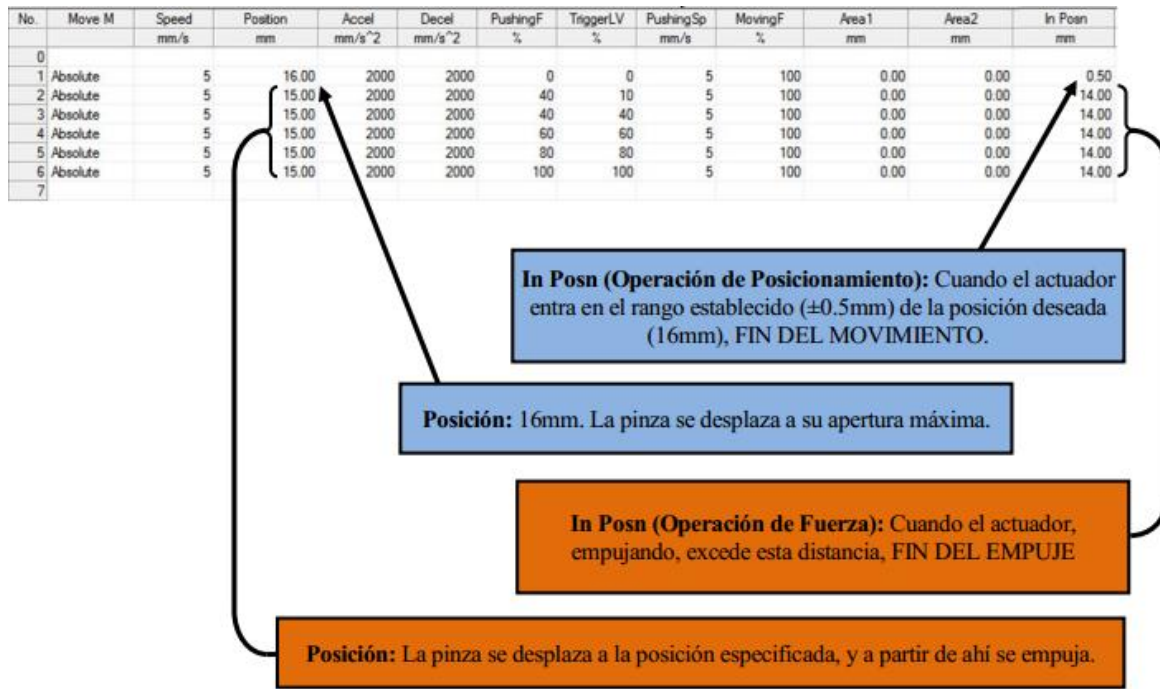 No. Move M Speed Position Accel Decel PushingF TriggerLV PushingSp MovingF Area1 Area2 In Posn
mm/s mm mm/s^2 mm/s^2 % % mm/s % mm mm mm
0
1 Absolute 5 16.00 2000 2000 0 0 5 100 0.00 0.00 0.50
2 Absolute 5 15.00 2000 2000 40 10 5 100 0.00 0.00 14.00
3 Absolute 5 15.00 2000 2000 40 40 5 100 0.00 0.00 14.00
4 Absolute 5 15.00 2000 2000 60 60 5 100 0.00 0.00 14.00
5 Absolute 5 15.00 2000 2000 80 80 5 100 0.00 0.00 14.00
6 Absolute 5 15.00 2000 2000 100 100 5 100 0.00 0.00 14.00
7
In Posn (Operación de Posicionamiento): Cuando el actuador
entra en el rango establecido (±0.5mm) de la posición deseada
(16mm), FIN DEL MOVIMIENTO.
Posición: 16mm. La pinza se desplaza a su apertura máxima.
In Posn (Operación de Fuerza): Cuando el actuador,
empujando, excede esta distancia, FIN DEL EMPUJE
Posición: La pinza se desplaza a la posición especificada, y a partir de ahí se empuja.